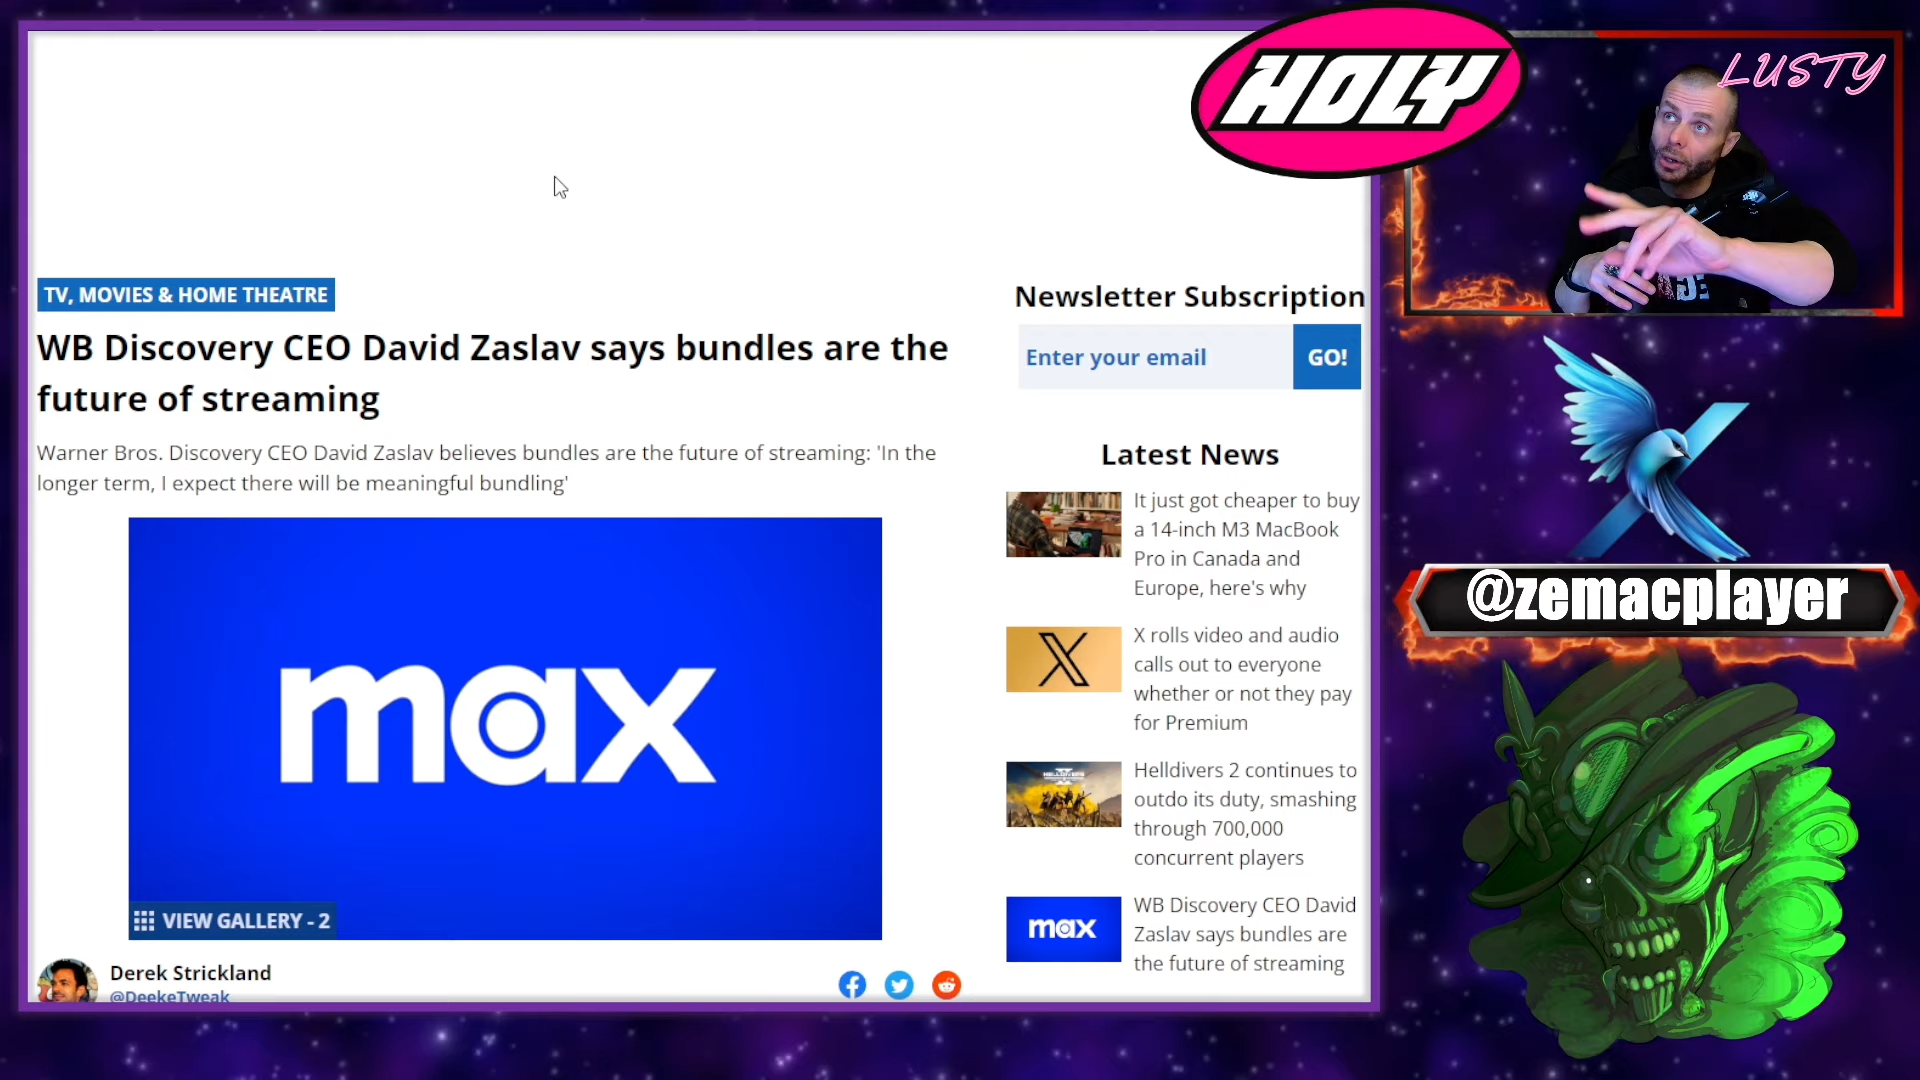 HOLY
LUSTY
TV, MOVIES & HOME THEATRE
WB Discovery CEO David Zaslav says bundles are the
future of streaming
Warner Bros. Discovery CEO David Zaslav believes bundles are the future of streaming: 'In the
longer term, I expect there will be meaningful bundling'
max
VIEW GALLERY - 2
Derek Strickland
@DeekeTweak
Newsletter Subscription
Enter your email
GO!
Latest News
It just got cheaper to buy
a 14-inch M3 MacBook
Pro in Canada and
Europe, here's why
X rolls video and audio
calls out to everyone
whether or not they pay
for Premium
Helldivers 2 continues to
outdo its duty, smashing
through 700,000
concurrent players
max
WB Discovery CEO David
Zaslav says bundles are
the future of streaming
@zemacplayer